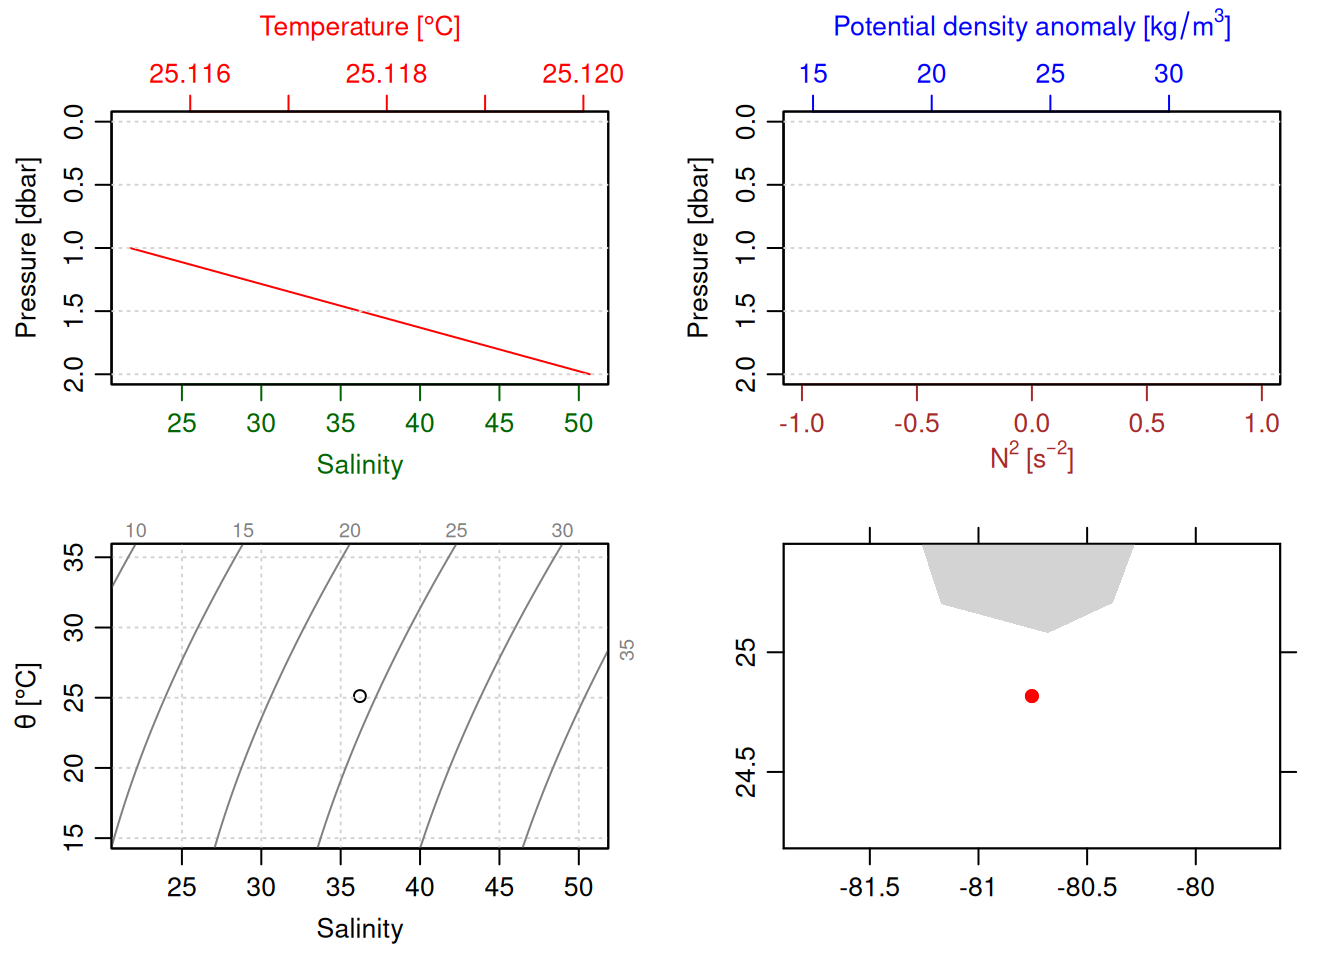 Temperature [°C]
25.116 25.118 25.120
Pressure [dbar]
0.0 0.5 1.0 1.5 2.0
25 30 35 40 45 50
Salinity
Potential density anomaly [kg/m³]
15 20 25 30
Pressure [dbar]
0.0 0.5 1.0 1.5 2.0
-1.0 -0.5 0.0 0.5 1.0
N² [s⁻²]
10 15 20 25 30
35
θ [°C]
35 30 25 20 15
25 30 35 40 45 50
Salinity
25
24.5
-81.5 -81 -80.5 -80